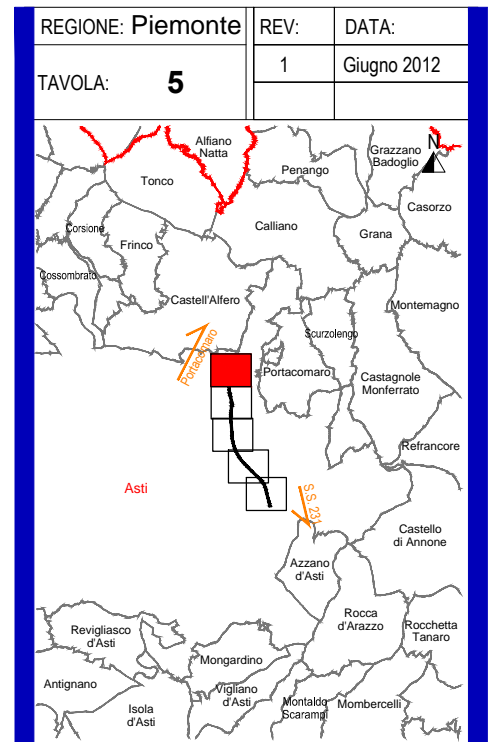 REGIONE: Piemonte
REV:
DATA:
TAVOLA: 5
1
Giugno 2012
Alfiano
Natta
Grazzano
Badoglio
N
Tonco
Penango
Casorzo
Corsione
Calliano
Grana
Frinco
Cossombrato
Castell'Alfero
Montemagno
Scurzolengo
Portacomaro
Portacomaro
Castagnole
Monferrato
Refrancore
Asti
S.S. 231
Castello
di Annone
Azzano
d'Asti
Rocca
d'Arazzo
Rocchetta
Tanaro
Revigliasco
d'Asti
Mongardino
Antignano
Vigliano
d'Asti
Montaldo
Scarampi
Mombercelli
Isola
d'Asti